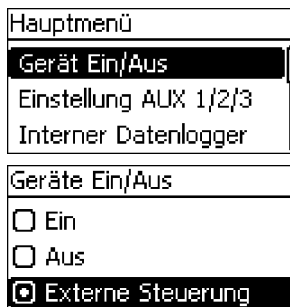 Hauptmenü
Gerät Ein/Aus
Einstellung AUX 1/2/3
Interner Datenlogger
Geräte Ein/Aus
Ein
Aus
Externe Steuerung